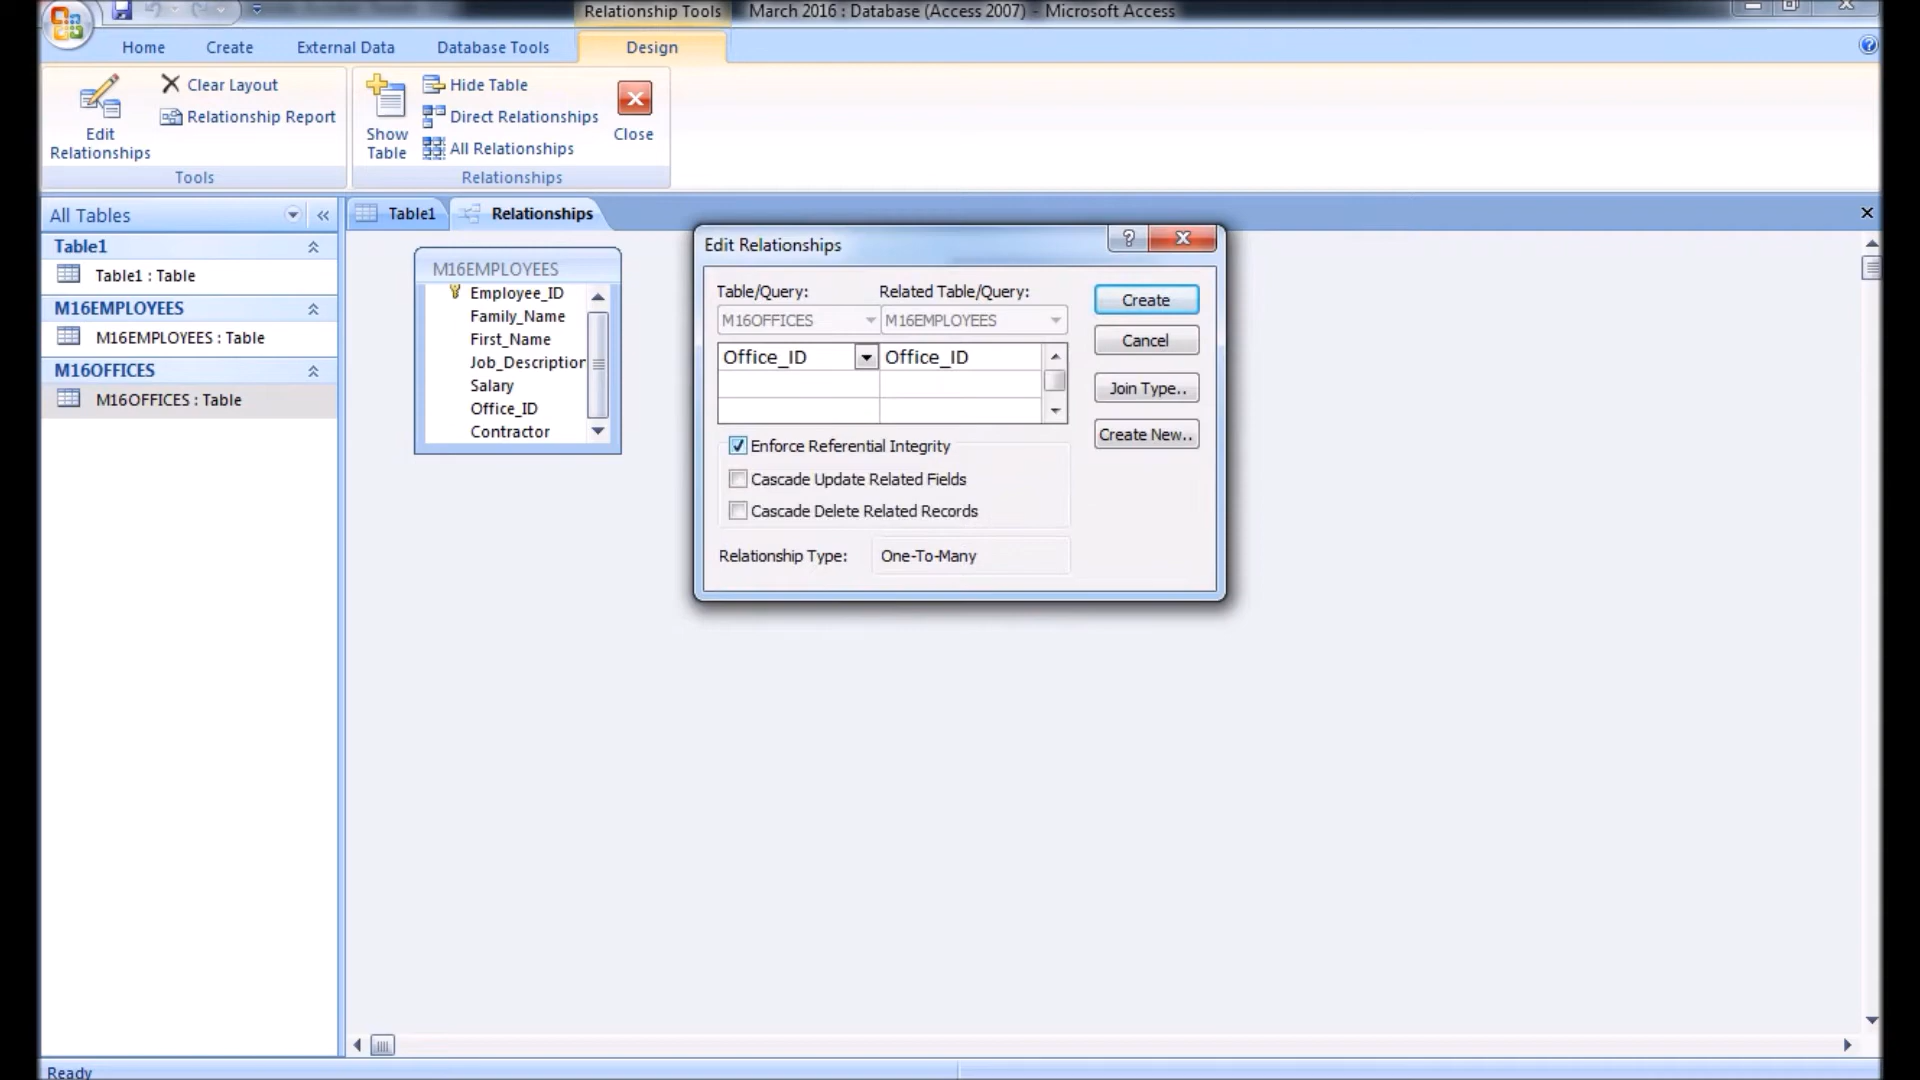 Relationship Tools
March 2016 : Database (Access 2007) - Microsoft Access
Home
Create
External Data
Database Tools
Design
Edit
Relationships
Clear Layout
Relationship Report
Tools
Show
Table
Hide Table
Direct Relationships
All Relationships
Close
Relationships
All Tables
Table1
Table1 : Table
M16EMPLOYEES
M16EMPLOYEES : Table
M16OFFICES
M16OFFICES : Table
Table1
Relationships
M16EMPLOYEES
Employee_ID
Family_Name
First_Name
Job_Description
Salary
Office_ID
Contractor
Edit Relationships
Table/Query:
Related Table/Query:
M16OFFICES
M16EMPLOYEES
Office_ID
Office_ID
Enforce Referential Integrity
Cascade Update Related Fields
Cascade Delete Related Records
Relationship Type:
One-To-Many
Create
Cancel
Join Type..
Create New..
Ready